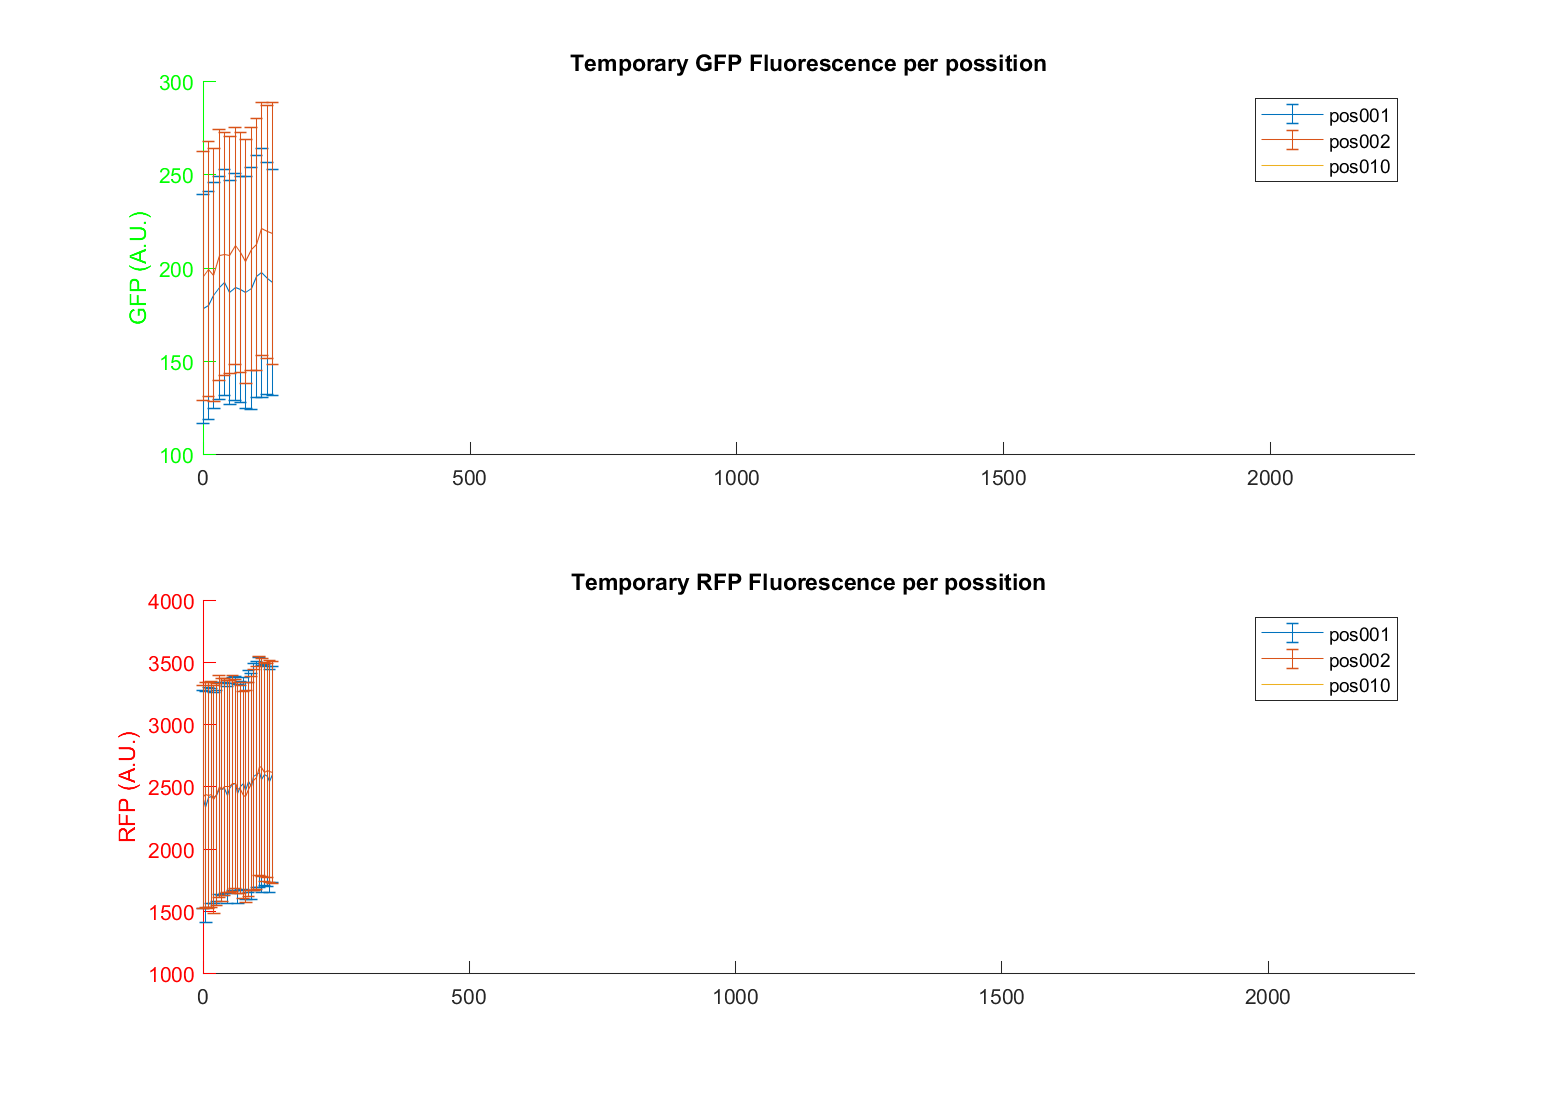 Temporary GFP Fluorescence per possition
300
250
200
150
100
GFP (A.U.)
pos001
pos002
pos010
0 500 1000 1500 2000
Temporary RFP Fluorescence per possition
4000
3500
3000
2500
2000
1500
1000
RFP (A.U.)
pos001
pos002
pos010
0 500 1000 1500 2000